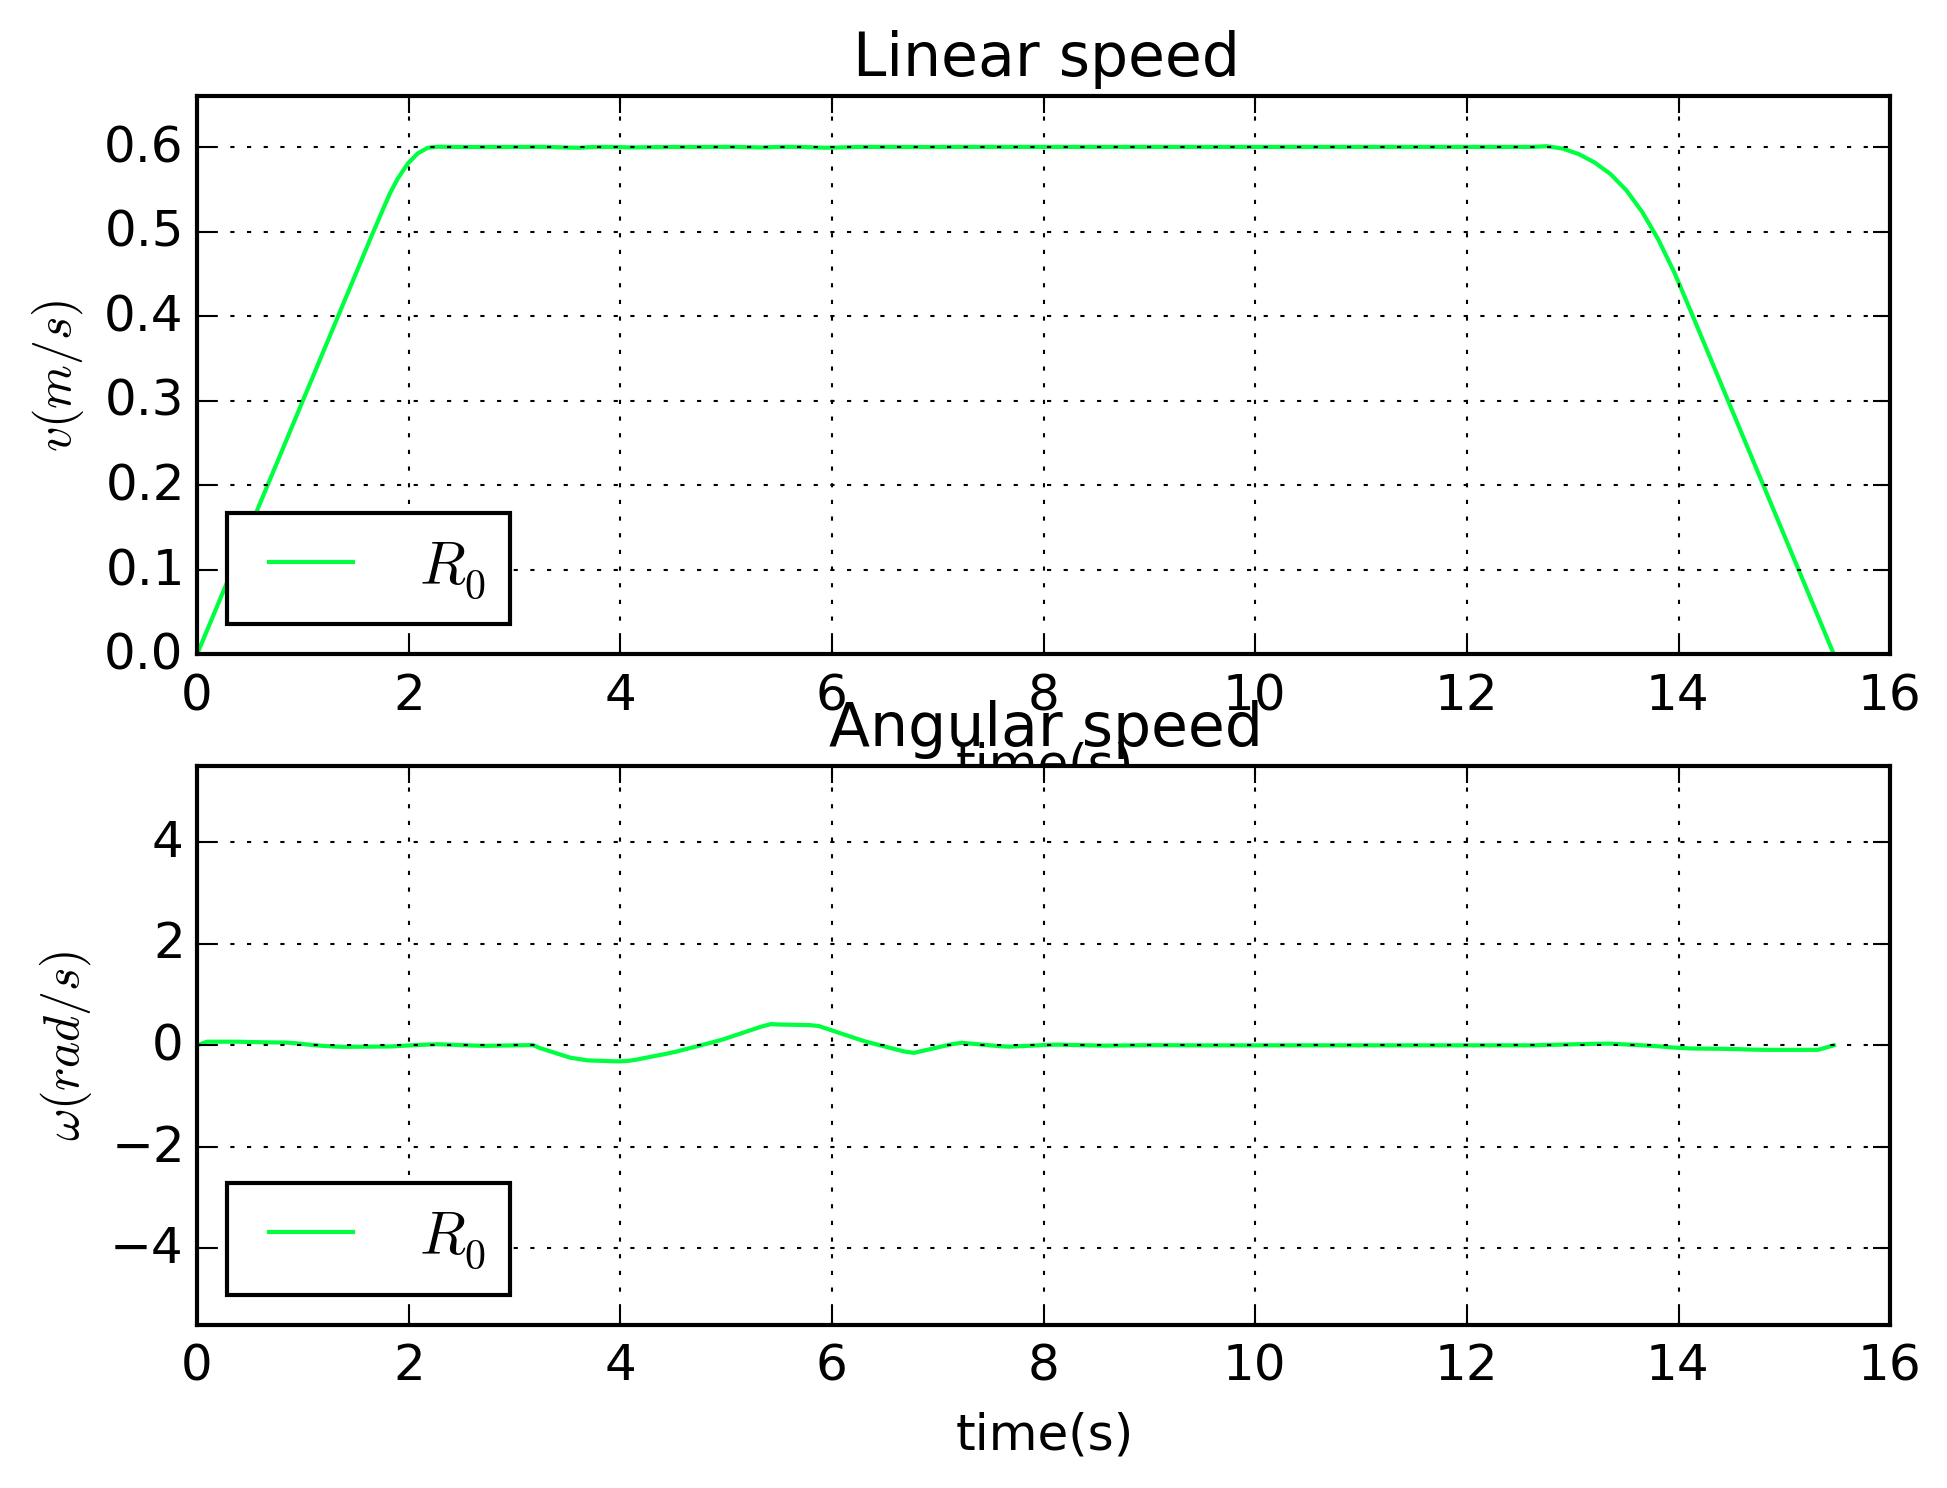 Linear speed
0.6
0.5
0.4
0.3
0.2
0.1
0.0
v(m/s)
R0
0 2 4 6 8 10 12 14 16
time(s)
Angular speed
4
2
0
−2
−4
ω(rad/s)
R0
0 2 4 6 8 10 12 14 16
time(s)